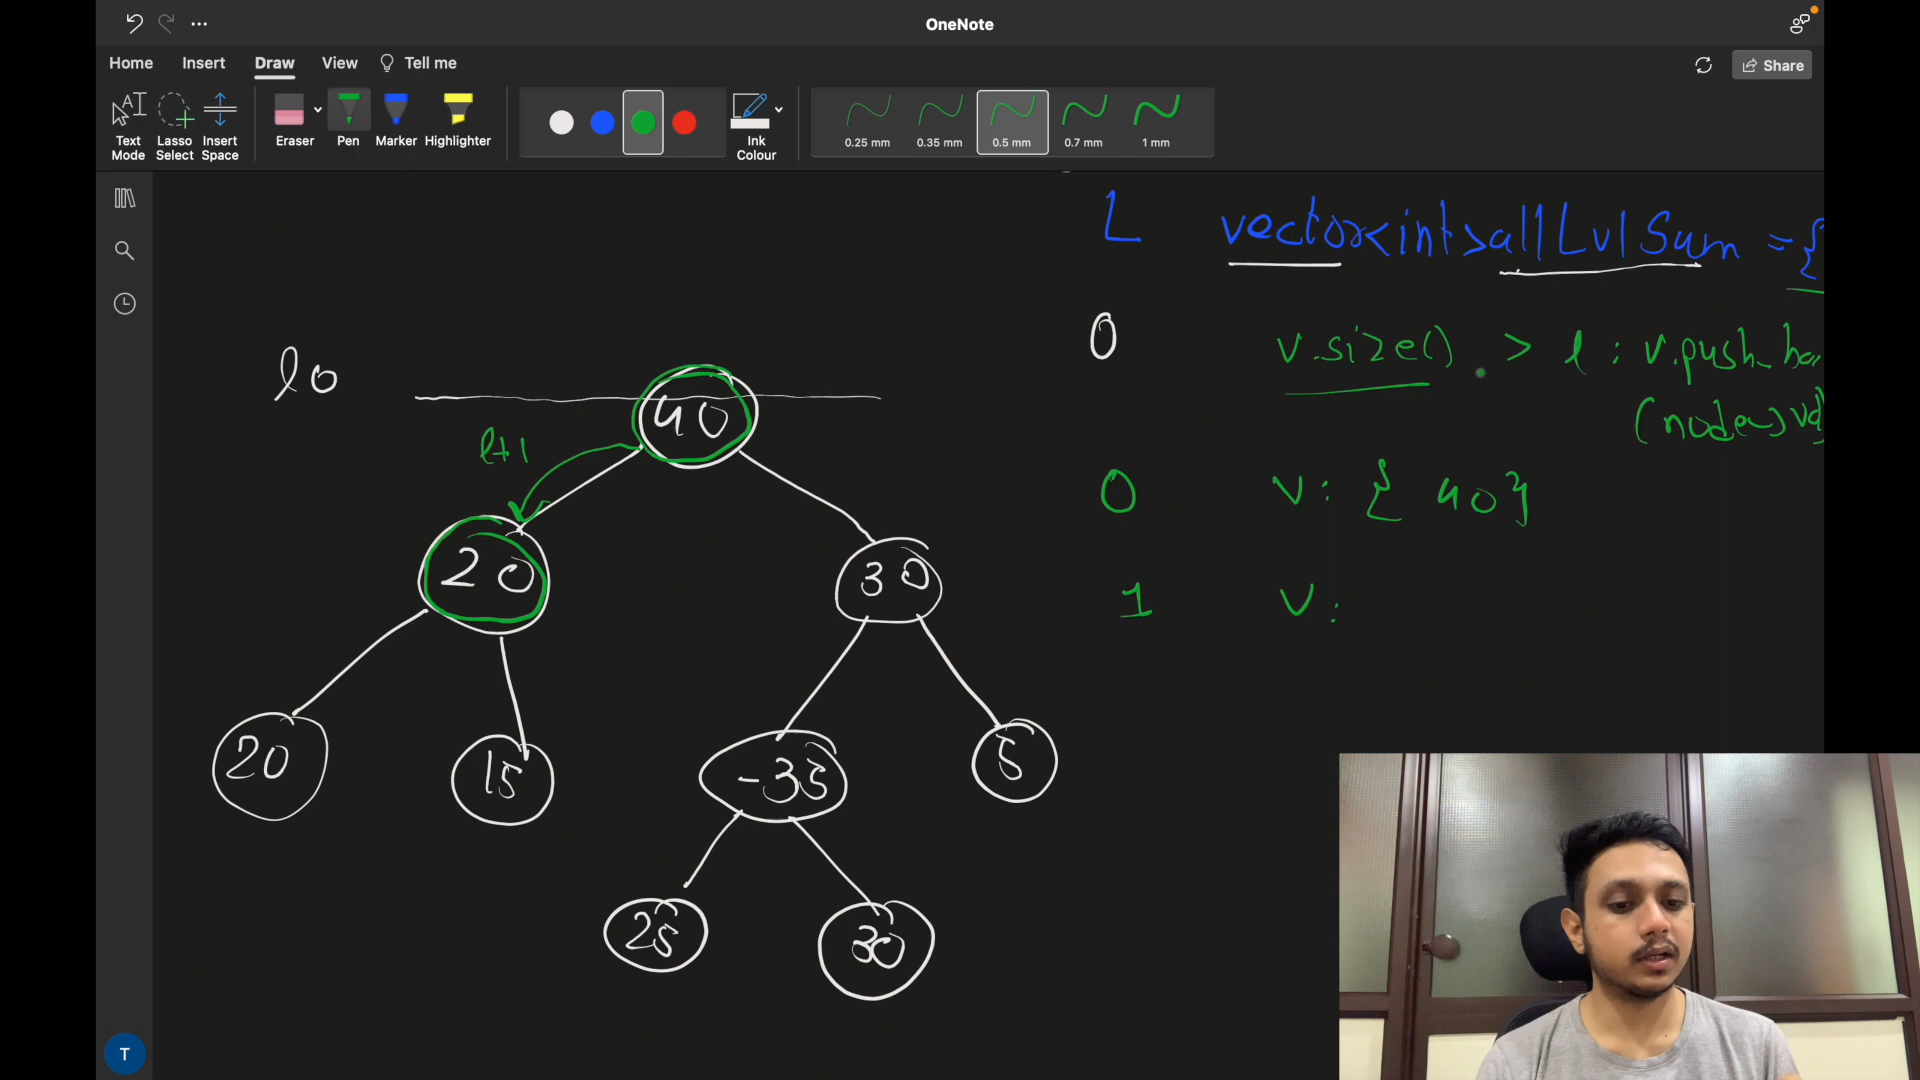 OneNote
Home Insert Draw View Tell me
Share
Text Mode
Lasso Select
Insert Space
Eraser
Pen
Marker
Highlighter
Ink Colour
0.25 mm
0.35 mm
0.5 mm
0.7 mm
1 mm
L vector<int>allLvlSum = {
0 v.size() > l : v.push_ba
(node->val
l0
40
l+1
0 v: { 40}
20
30
1 v:
20
15
-35
5
25
30
T